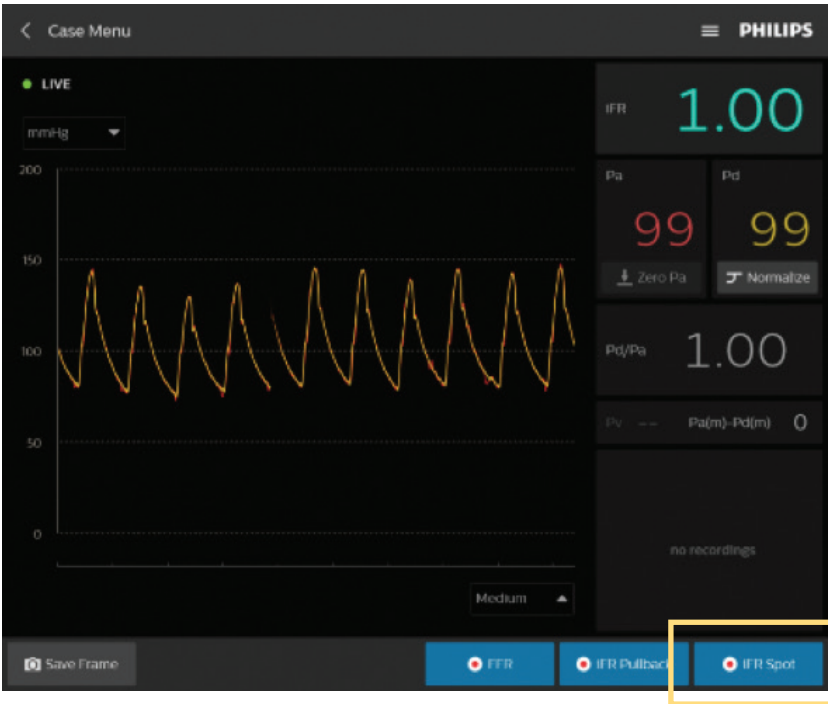 Case Menu
PHILIPS
LIVE
mmHg
iFR 1.00
Pa
Pd
99
99
Zero Pa
Normalize
Pd/Pa 1.00
Pv -- Pa(m)-Pd(m) 0
no recordings
200
150
100
50
0
Medium
Save Frame
FFR
iFR Pullback
iFR Spot